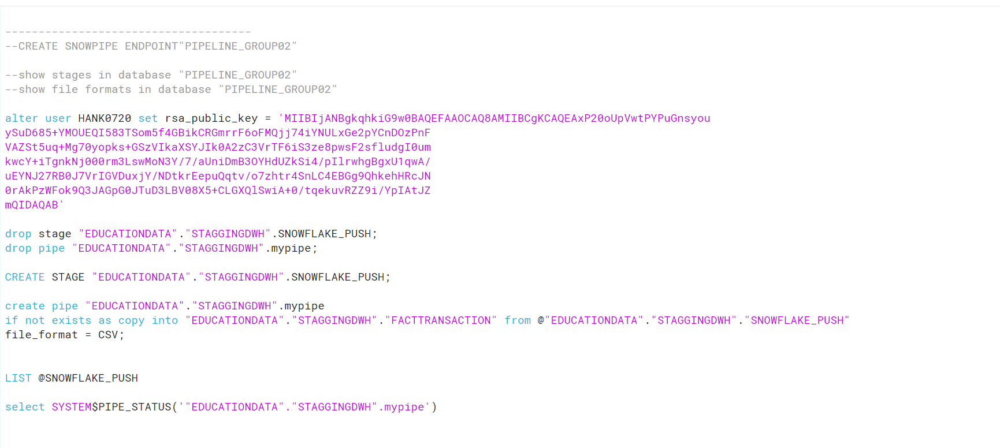 -------------------------------------
--CREATE SNOWPIPE ENDPOINT"PIPELINE_GROUP02"
--show stages in database "PIPELINE_GROUP02"
--show file formats in database "PIPELINE_GROUP02"
alter user HANK0720 set rsa_public_key = 'MIIBIjANBgkqhkiG9w0BAQEFAAOCAQ8AMIIBCgKCAQEAxP20oUpVwtPYPuGnsyou
ySuD685+YMOUEQI583TSom5f4GBikCRGmrrF6oFMQjj74iYNULxGe2pYCnDOzPnF
VAZSt5uq+Mg70yopks+GSzVIkaXSYJIk0A2zC3VrTF6iS3ze8pwsF2sfludgI0um
kwcY+iTgnkNj000rm3LswMoN3Y/7/aUniDmB3OYHdUZkSi4/pIlrwhgBgxU1qwA/
uEYNJ27RB0J7VrIGVDuxjY/NDtkrEepuQqtv/o7zhtr4SnLC4EBGg9QhkehHRcJN
0rAkPzWFok9Q3JAGpG0JTuD3LBV08X5+CLGXQlSwiA+0/tqekuvRZZ9i/YpIAtJZ
mQIDAQAB'
drop stage "EDUCATIONDATA"."STAGGINGDWH".SNOWFLAKE_PUSH;
drop pipe "EDUCATIONDATA"."STAGGINGDWH".mypipe;
CREATE STAGE "EDUCATIONDATA"."STAGGINGDWH".SNOWFLAKE_PUSH;
create pipe "EDUCATIONDATA"."STAGGINGDWH".mypipe
if not exists as copy into "EDUCATIONDATA"."STAGGINGDWH"."FACTTRANSACTION" from @"EDUCATIONDATA"."STAGGINGDWH"."SNOWFLAKE_PUSH"
file_format = CSV;
LIST @SNOWFLAKE_PUSH
select SYSTEM$PIPE_STATUS('"EDUCATIONDATA"."STAGGINGDWH".mypipe')